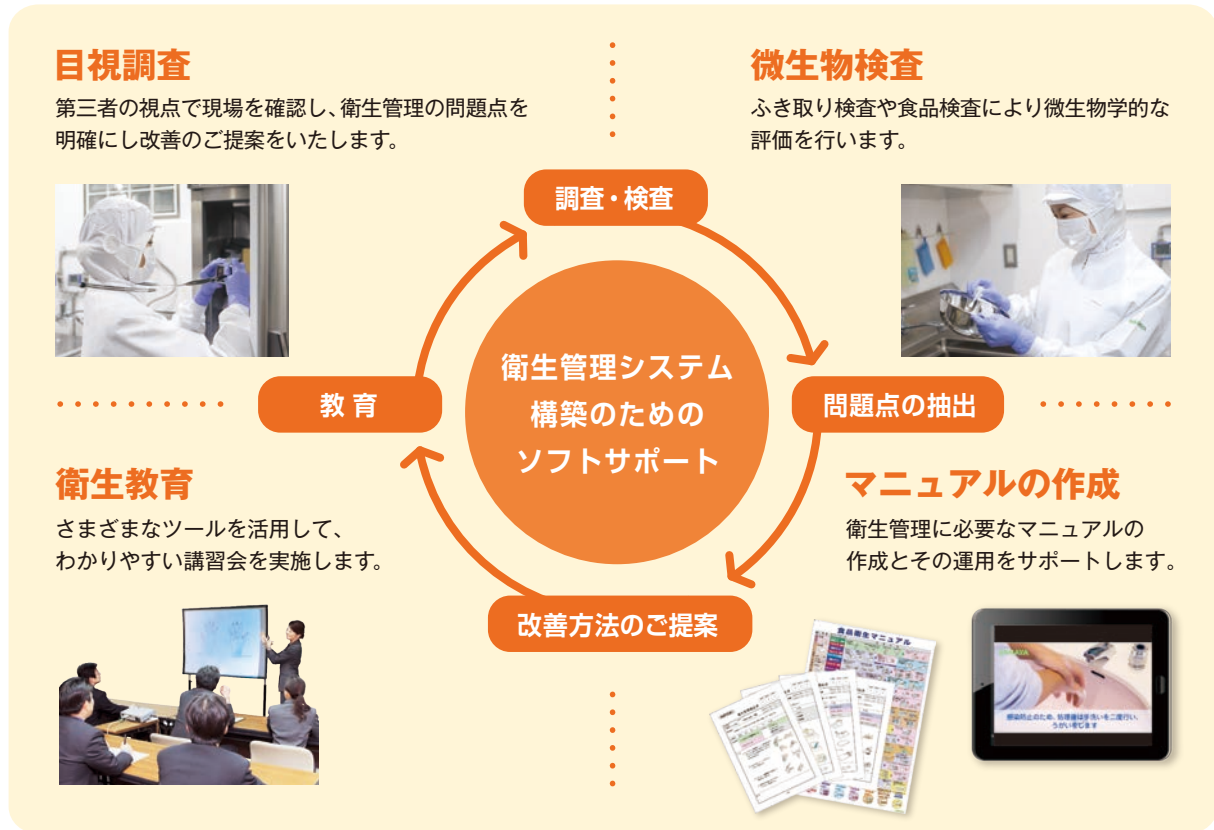 目視調査
第三者の視点で現場を確認し、衛生管理の問題点を
明確にし改善のご提案をいたします。
微生物検査
ふき取り検査や食品検査により微生物学的な
評価を行います。
調査・検査
衛生管理システム
構築のための
ソフトサポート
教育
問題点の抽出
衛生教育
さまざまなツールを活用して、
わかりやすい講習会を実施します。
マニュアルの作成
衛生管理に必要なマニュアルの
作成とその運用をサポートします。
改善方法のご提案
食品衛生マニュアル
感染防止のため、処理後は手洗いを二度行い、
うがいをします